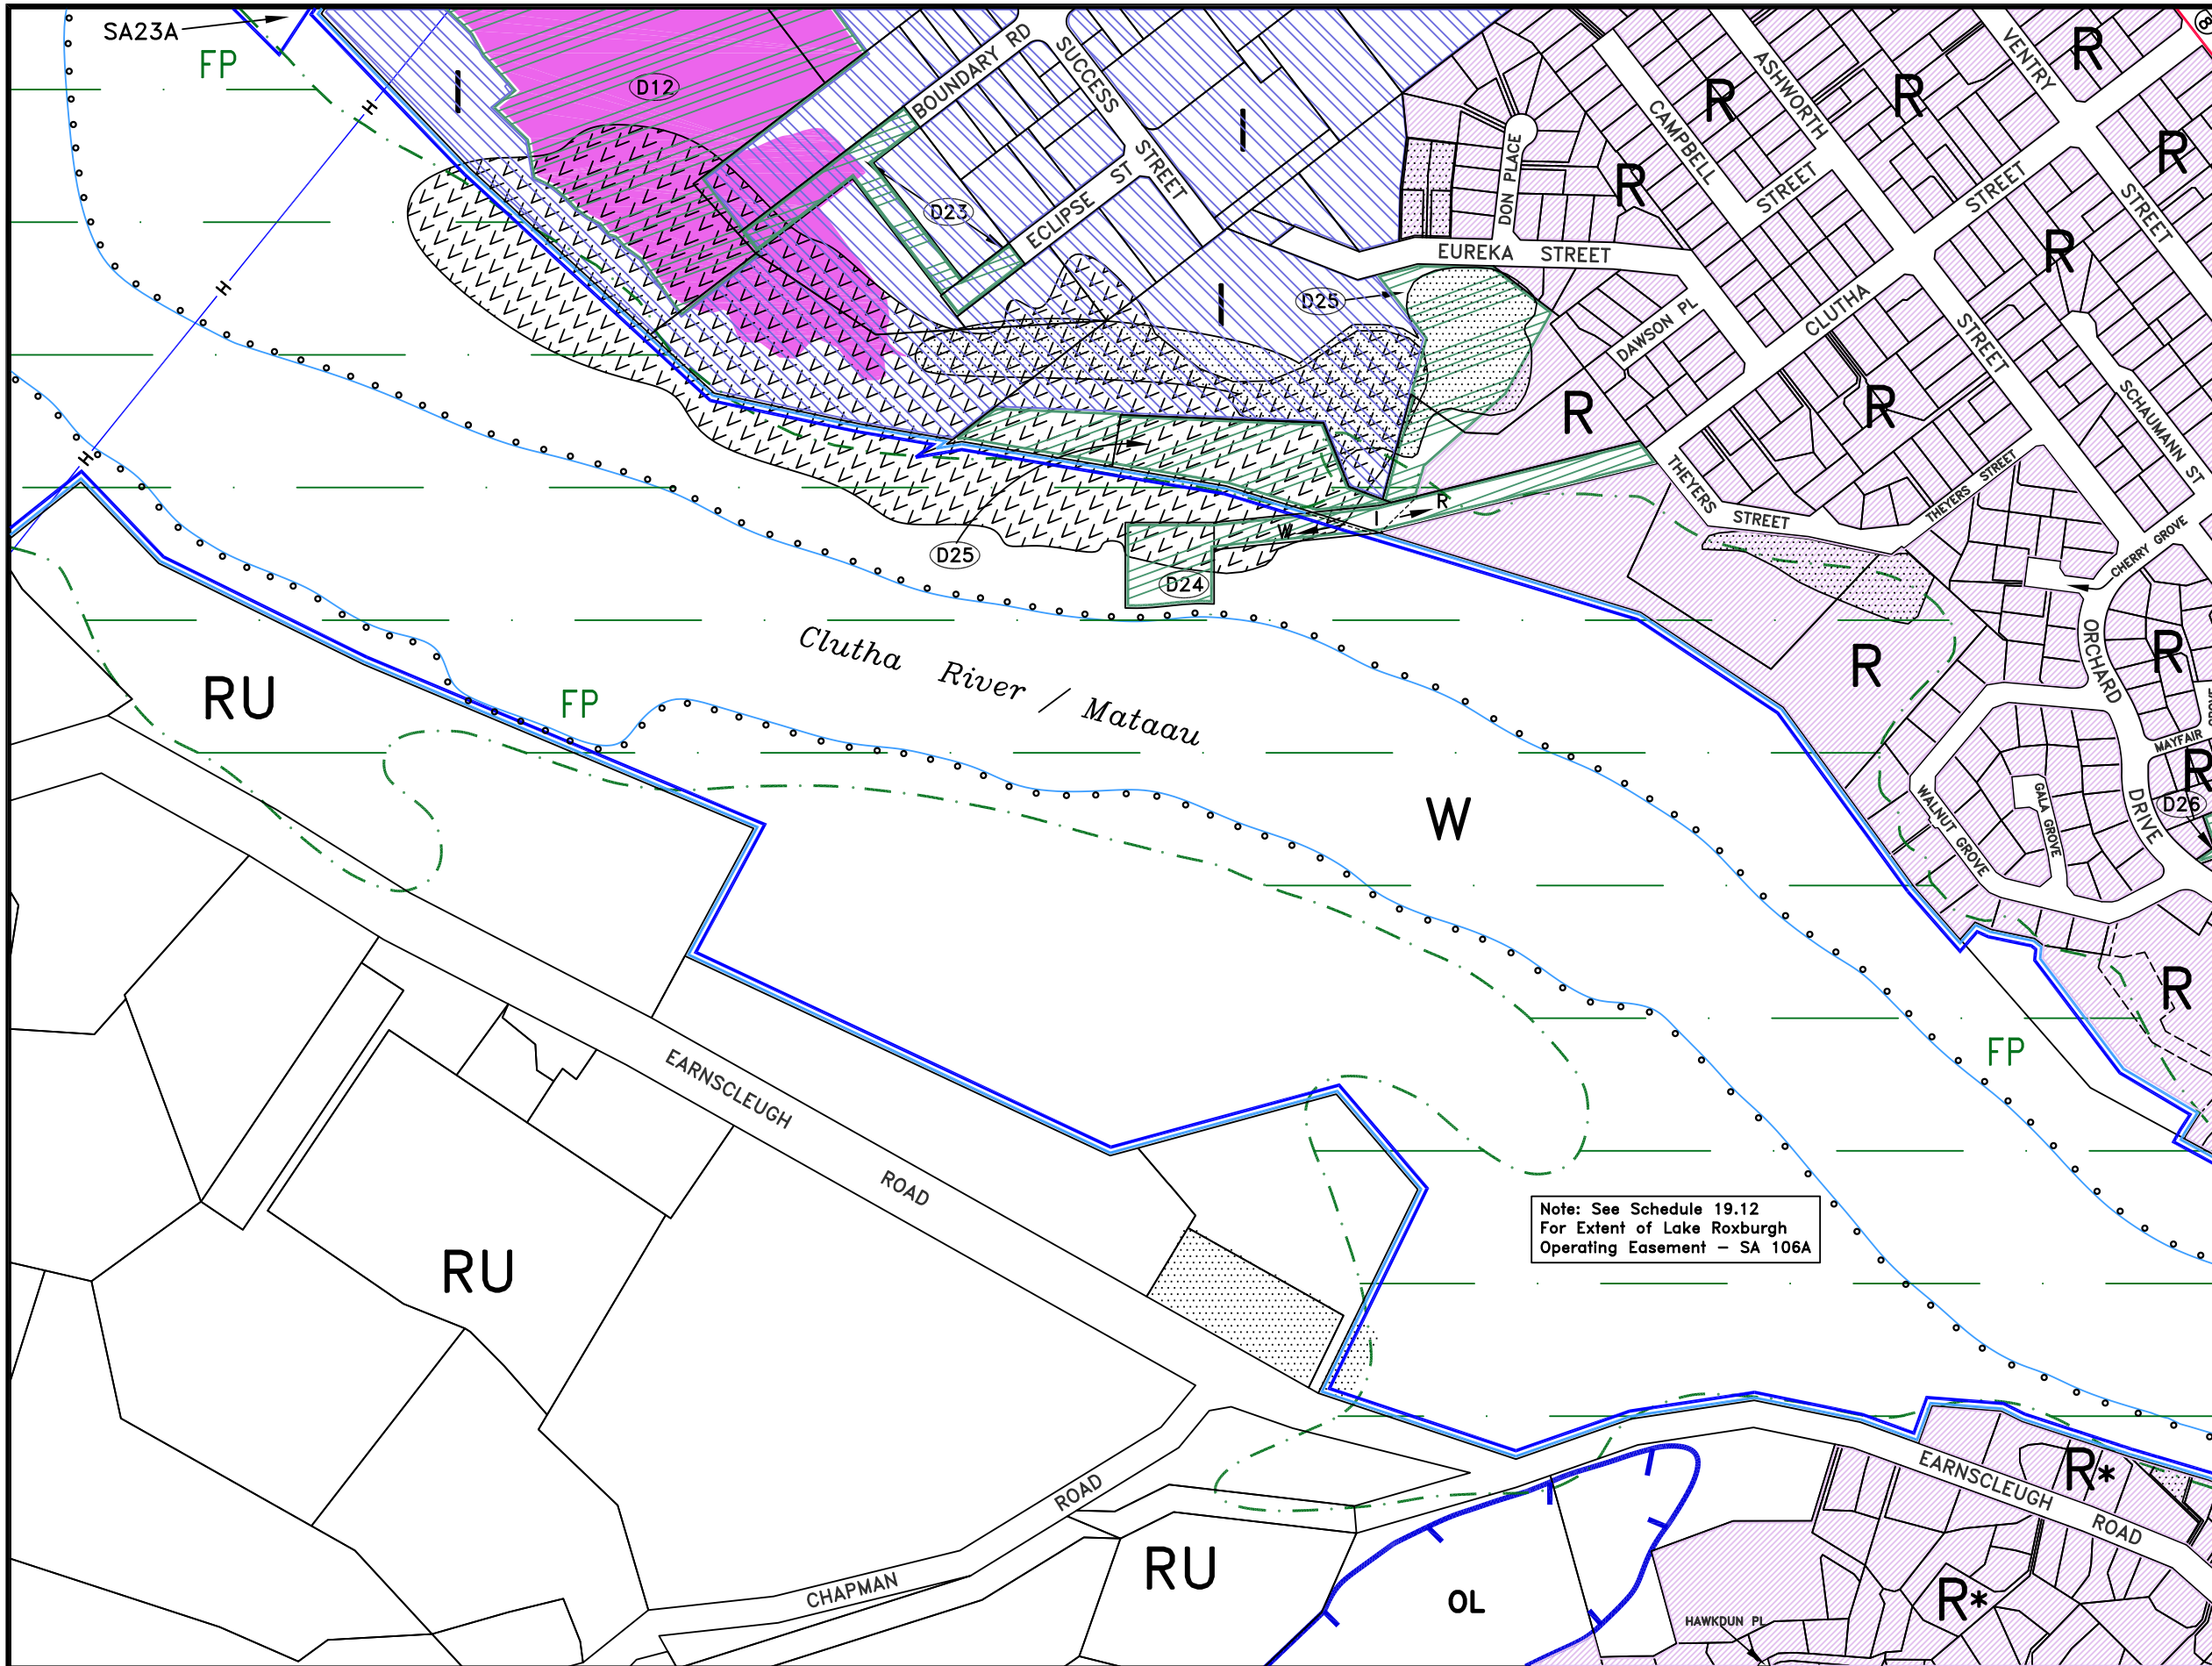 SA23A
FP
I
D12
BOUNDARY RD
SUCCESS
STREET
I
D23
ECLIPSE ST
H
H
H
I
D25
EUREKA STREET
DON PLACE
R
CAMPBELL
STREET
ASHWORTH
STREET
R
R
VENTRY
STREET
R
R
8
R
CLUTHA
STREET
DAWSON PL
R
R
SCHAUMANN ST
THEYERS
STREET
THEYERS STREET
CHERRY GROVE
D25
W
I
R
D24
Clutha River / Mataau
RU
FP
W
R
ORCHARD
DRIVE
R
MAYFAIR
GROVE
R
D26
WALNUT GROVE
GALA GROVE
R
FP
EARNSCLEUGH
ROAD
RU
Note: See Schedule 19.12
For Extent of Lake Roxburgh
Operating Easement – SA 106A
EARNSCLEUGH
ROAD
R*
R*
CHAPMAN
ROAD
RU
OL
HAWKDUN PL